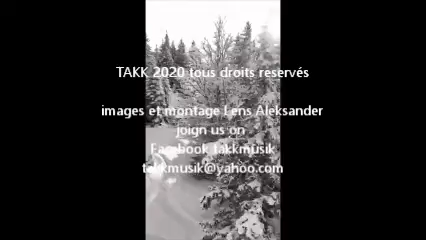 TAKK 2020 tous droits reservés
images et montage Lens Aleksander
joign us on
Facebook takkmusik
takkmusik@yahoo.com